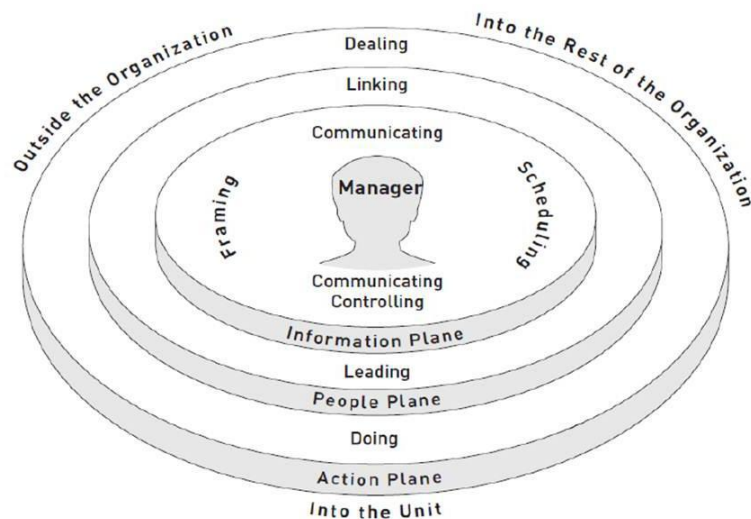 Outside the Organization
Into the Rest of the Organization
Dealing
Linking
Communicating
Framing
Manager
Scheduling
Communicating
Controlling
Information Plane
Leading
People Plane
Doing
Action Plane
Into the Unit